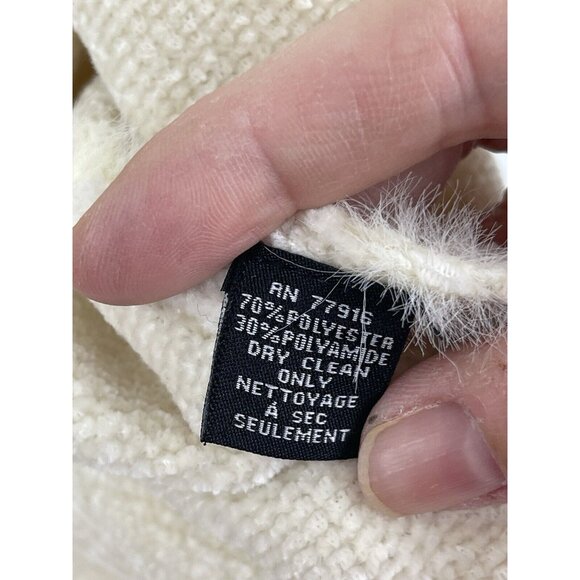 RN 77916
70%POLYESTER
30%POLYAMIDE
DRY CLEAN
ONLY
NETTOYAGE
À SEC
SEULEMENT